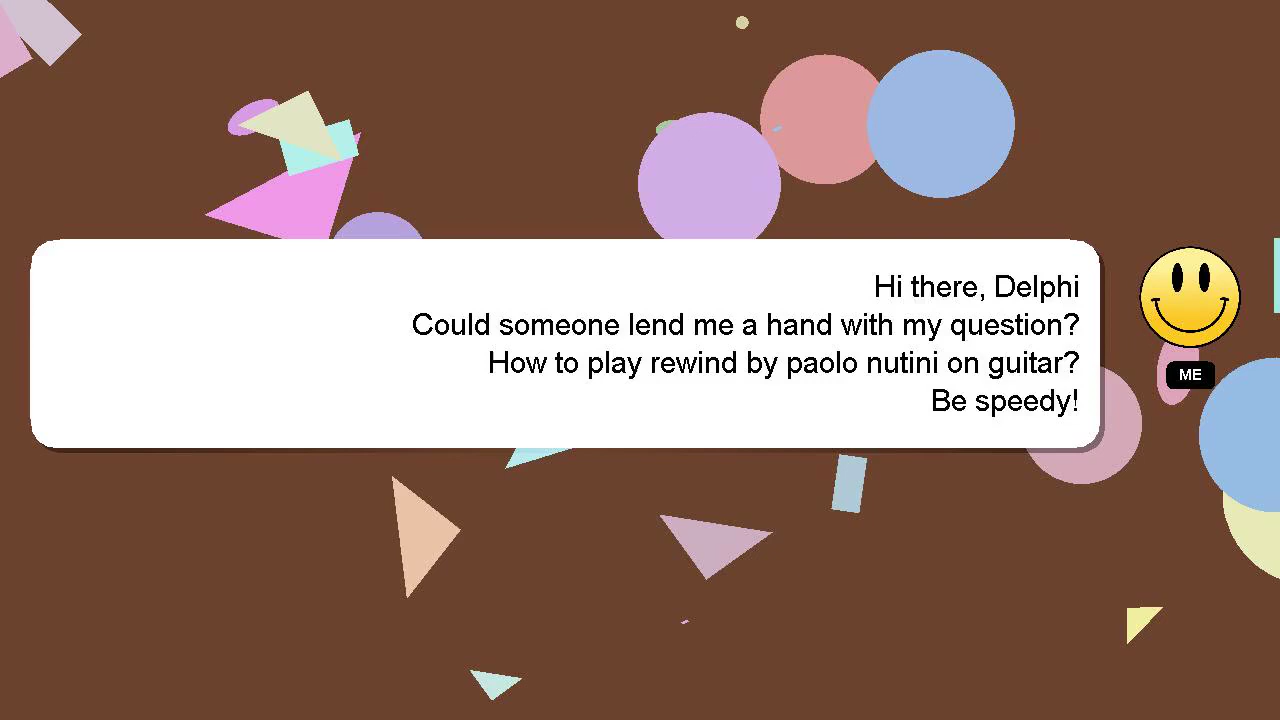 Hi there, Delphi
Could someone lend me a hand with my question?
How to play rewind by paolo nutini on guitar?
Be speedy!
ME